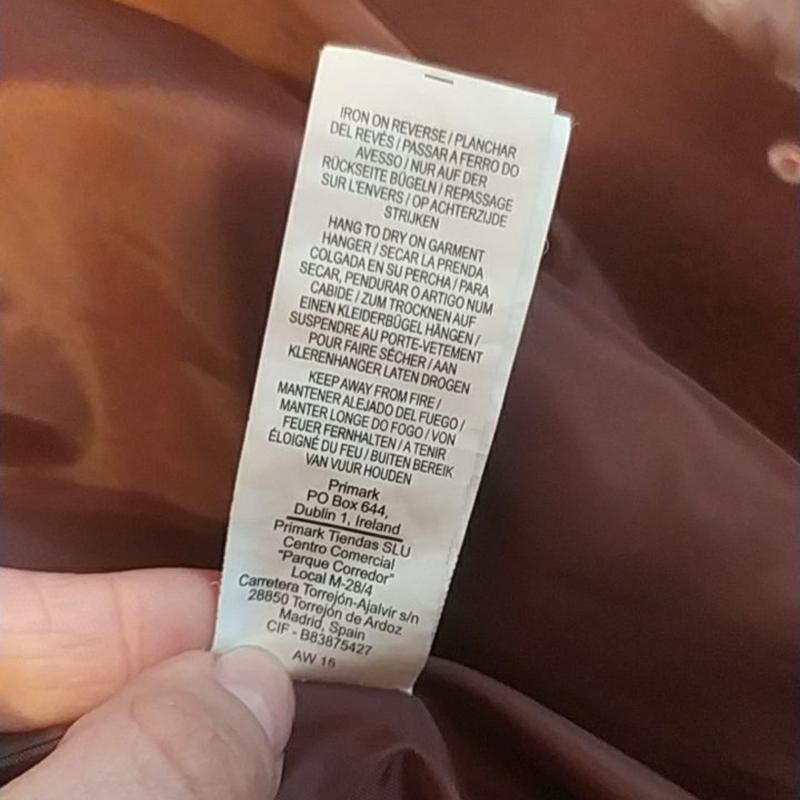 IRON ON REVERSE / PLANCHAR
DEL REVÉS / PASSAR A FERRO DO
AVESSO / NUR AUF DER
RÜCKSEITE BÜGELN / REPASSAGE
SUR L'ENVERS / OP ACHTERZIJDE
STRIJKEN
HANG TO DRY ON GARMENT
HANGER / SECAR LA PRENDA
COLGADA EN SU PERCHA / PARA
SECAR, PENDURAR O ARTIGO NUM
CABIDE / ZUM TROCKNEN AUF
EINEN KLEIDERBÜGEL HÄNGEN /
SUSPENDRE AU PORTE-VETEMENT
POUR FAIRE SÉCHER / AAN
KLERENHANGER LATEN DROGEN
KEEP AWAY FROM FIRE /
MANTENER ALEJADO DEL FUEGO /
MANTER LONGE DO FOGO / VON
FEUER FERNHALTEN / A TENIR
ÉLOIGNÉ DU FEU / BUITEN BEREIK
VAN VUUR HOUDEN
Primark
PO Box 644,
Dublin 1, Ireland
Primark Tiendas SLU
Centro Comercial
"Parque Corredor"
Local M-28/4
Carretera Torrejón-Ajalvir s/n
28850 Torrejón de Ardoz
Madrid, Spain
CIF - B83875427
AW 16